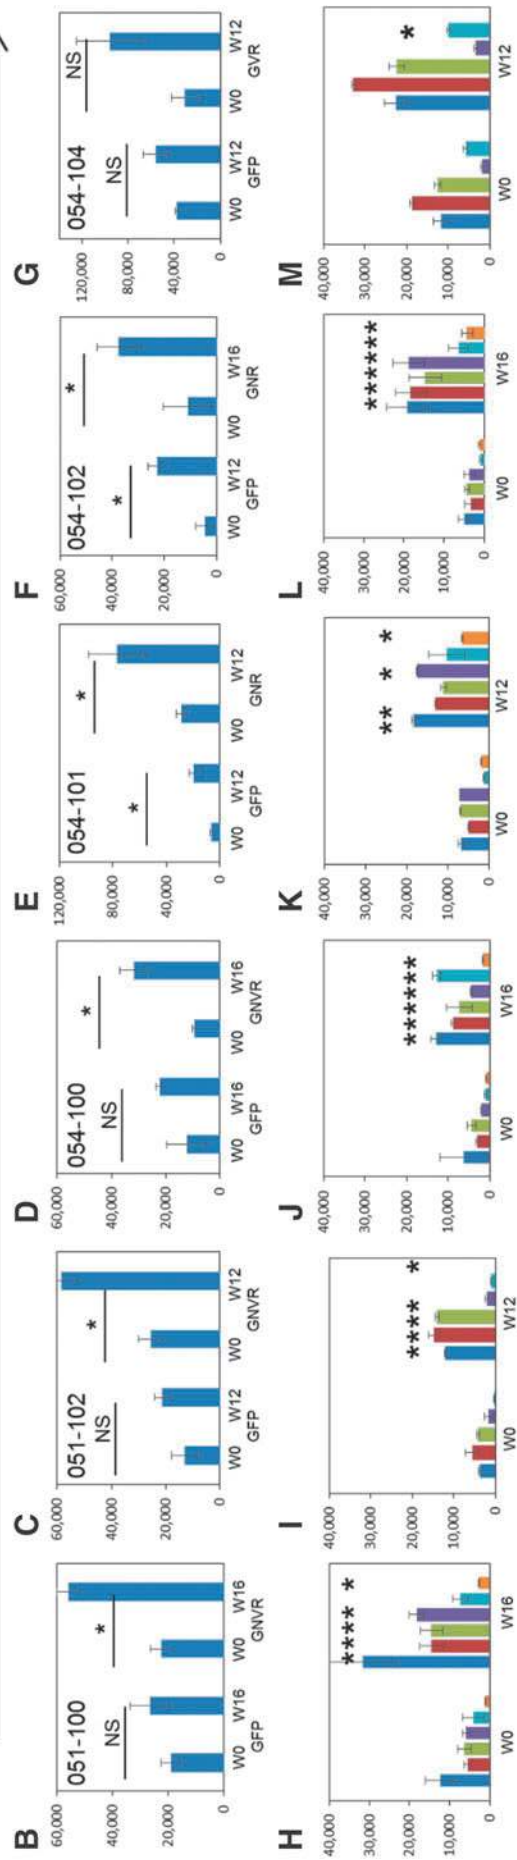 B
051-100
60,000
40,000
20,000
0
NS
*
W0 W16 W0 W16
GFP GNVR
C
051-102
60,000
40,000
20,000
0
NS
*
W0 W12 W0 W12
GFP GNVR
D
054-100
60,000
40,000
20,000
0
NS
*
W0 W16 W0 W16
GFP GNVR
E
054-101
120,000
80,000
40,000
0
*
*
W0 W12 W0 W12
GFP GNR
F
054-102
60,000
40,000
20,000
0
*
*
W0 W12 W0 W16
GFP GNR
G
054-104
120,000
80,000
40,000
0
NS
NS
W0 W12 W0 W12
GFP GVR
H
40,000
30,000
20,000
10,000
0
**** *
W0 W16
I
40,000
30,000
20,000
10,000
0
**** *
W0 W12
J
40,000
30,000
20,000
10,000
0
*******
W0 W16
K
40,000
30,000
20,000
10,000
0
** * *
W0 W12
L
40,000
30,000
20,000
10,000
0
*******
W0 W16
M
40,000
30,000
20,000
10,000
0
*
W0 W12